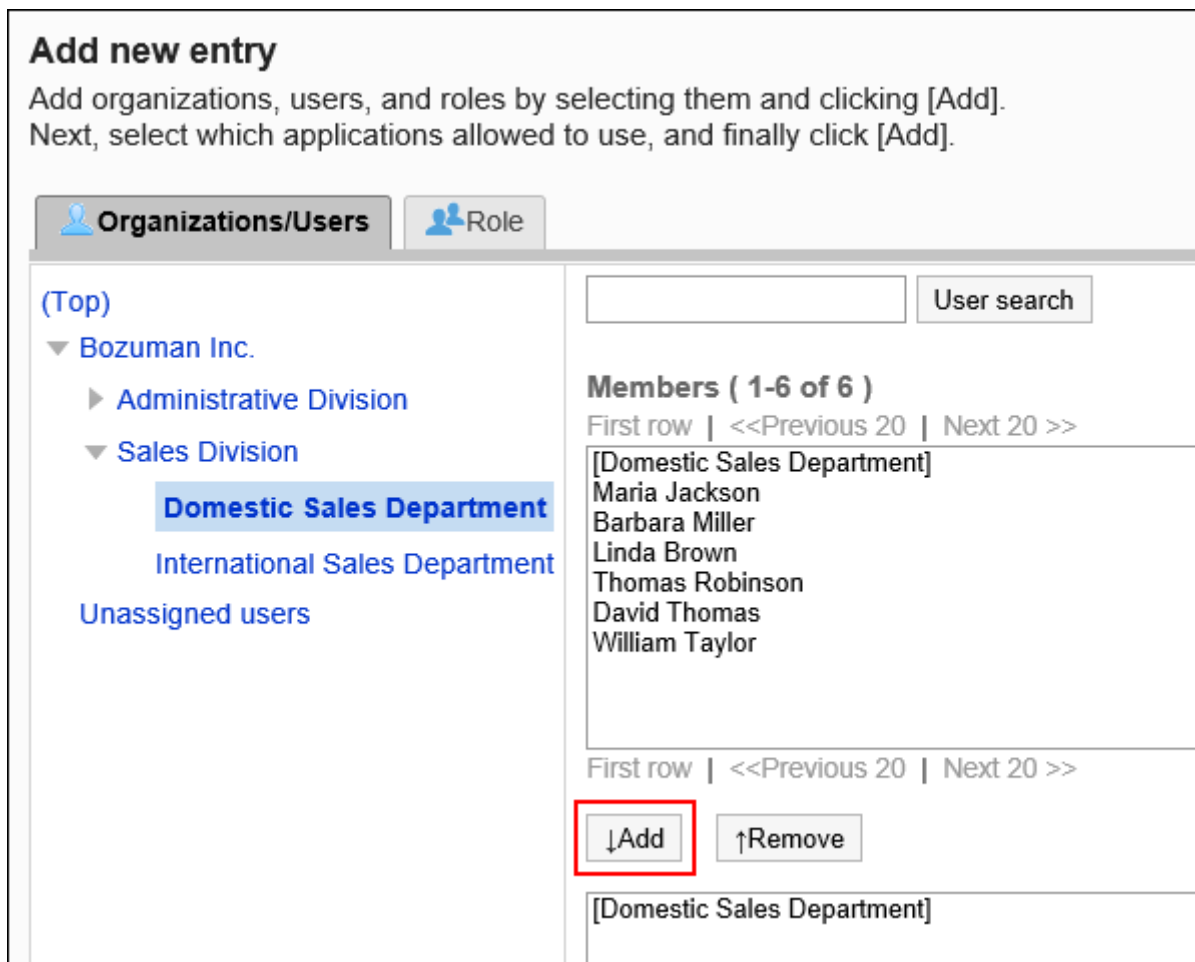 Add new entry
Add organizations, users, and roles by selecting them and clicking [Add].
Next, select which applications allowed to use, and finally click [Add].
Organizations/Users
Role
(Top)
Bozuman Inc.
Administrative Division
Sales Division
Domestic Sales Department
International Sales Department
Unassigned users
User search
Members ( 1-6 of 6 )
First row | <<Previous 20 | Next 20 >>
[Domestic Sales Department]
Maria Jackson
Barbara Miller
Linda Brown
Thomas Robinson
David Thomas
William Taylor
First row | <<Previous 20 | Next 20 >>
↓Add
↑Remove
[Domestic Sales Department]